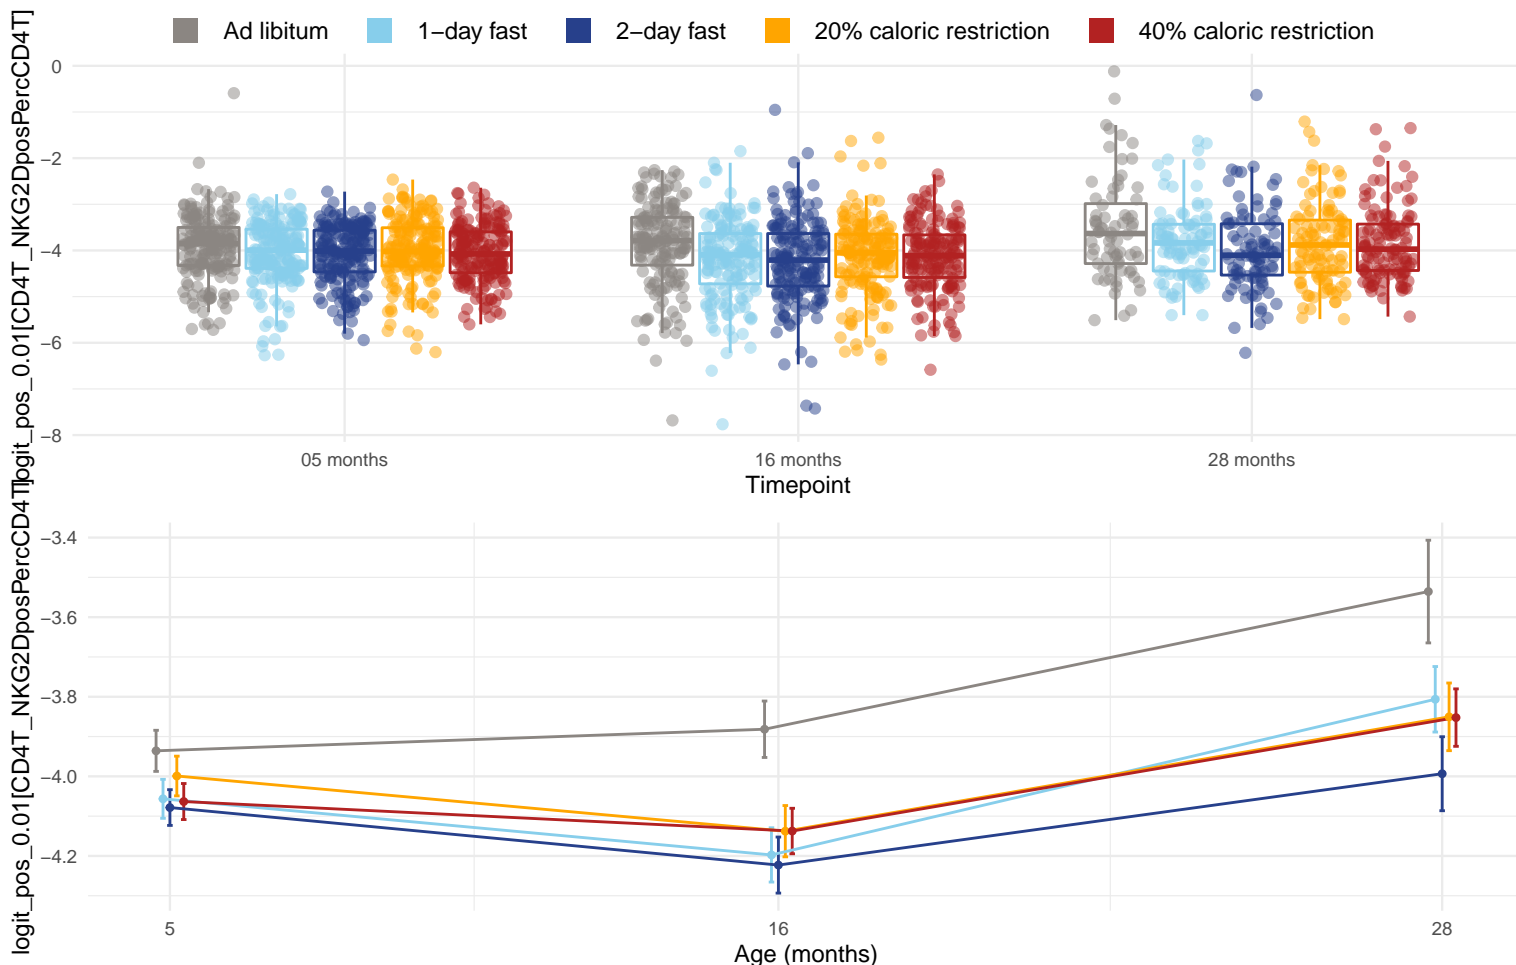 Ad libitum 1−day fast 2−day fast 20% caloric restriction 40% caloric restriction
logit_pos_0.01[CD4T_NKG2DposPercCD4T]
0
−2
−4
−6
−8
05 months 16 months 28 months
Timepoint
logit_pos_0.01[CD4T_NKG2DposPercCD4T]
−3.4
−3.6
−3.8
−4.0
−4.2
5 16 28
Age (months)